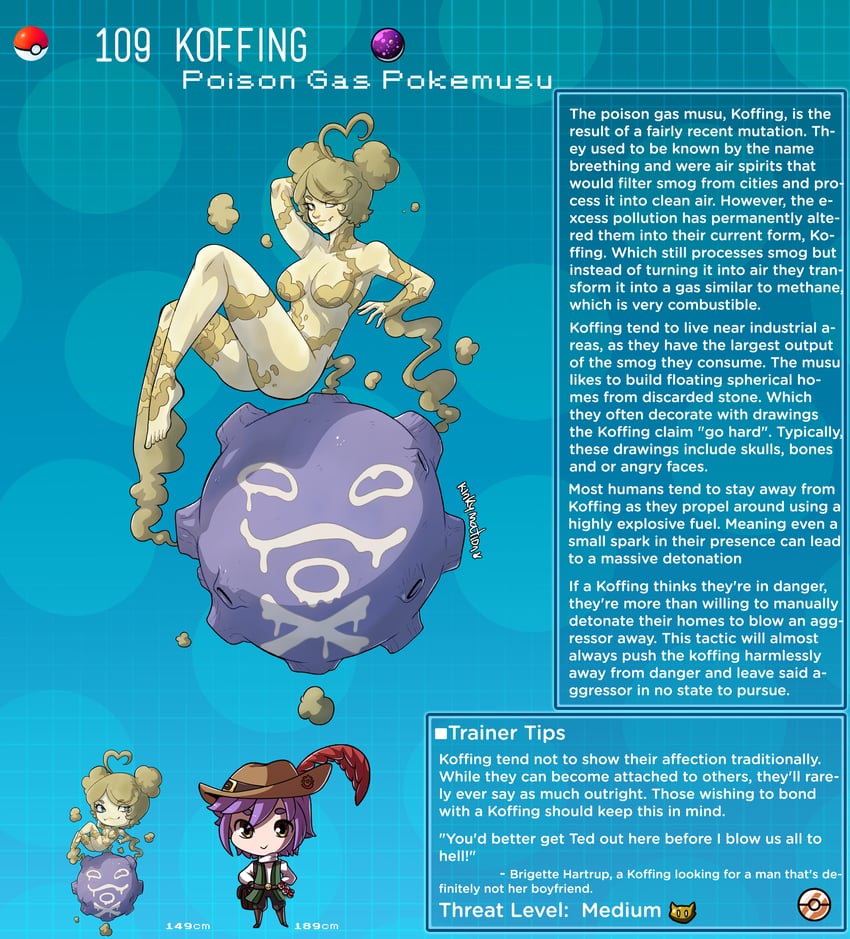 109 KOFFING
Poison Gas Pokemusu
The poison gas musu, Koffing, is the
result of a fairly recent mutation. Th-
ey used to be known by the name
breething and were air spirits that
would filter smog from cities and pro-
cess it into clean air. However, the e-
xcess pollution has permanently alte-
red them into their current form, Ko-
ffing. Which still processes smog but
instead of turning it into air they tran-
sform it into a gas similar to methane,
which is very combustible.
Koffing tend to live near industrial a-
reas, as they have the largest output
of the smog they consume. The musu
likes to build floating spherical ho-
mes from discarded stone. Which
they often decorate with drawings
the Koffing claim "go hard". Typically,
these drawings include skulls, bones
and or angry faces.
Most humans tend to stay away from
Koffing as they propel around using a
highly explosive fuel. Meaning even a
small spark in their presence can lead
to a massive detonation
If a Koffing thinks they're in danger,
they're more than willing to manually
detonate their homes to blow an agg-
ressor away. This tactic will almost
always push the koffing harmlessly
away from danger and leave said a-
ggressor in no state to pursue.
kinkymation
■Trainer Tips
Koffing tend not to show their affection traditionally.
While they can become attached to others, they'll rare-
ly ever say as much outright. Those wishing to bond
with a Koffing should keep this in mind.
"You'd better get Ted out here before I blow us all to
hell!"
~ Brigette Hartrup, a Koffing looking for a man that's de-
finitely not her boyfriend.
Threat Level: Medium
149cm
189cm